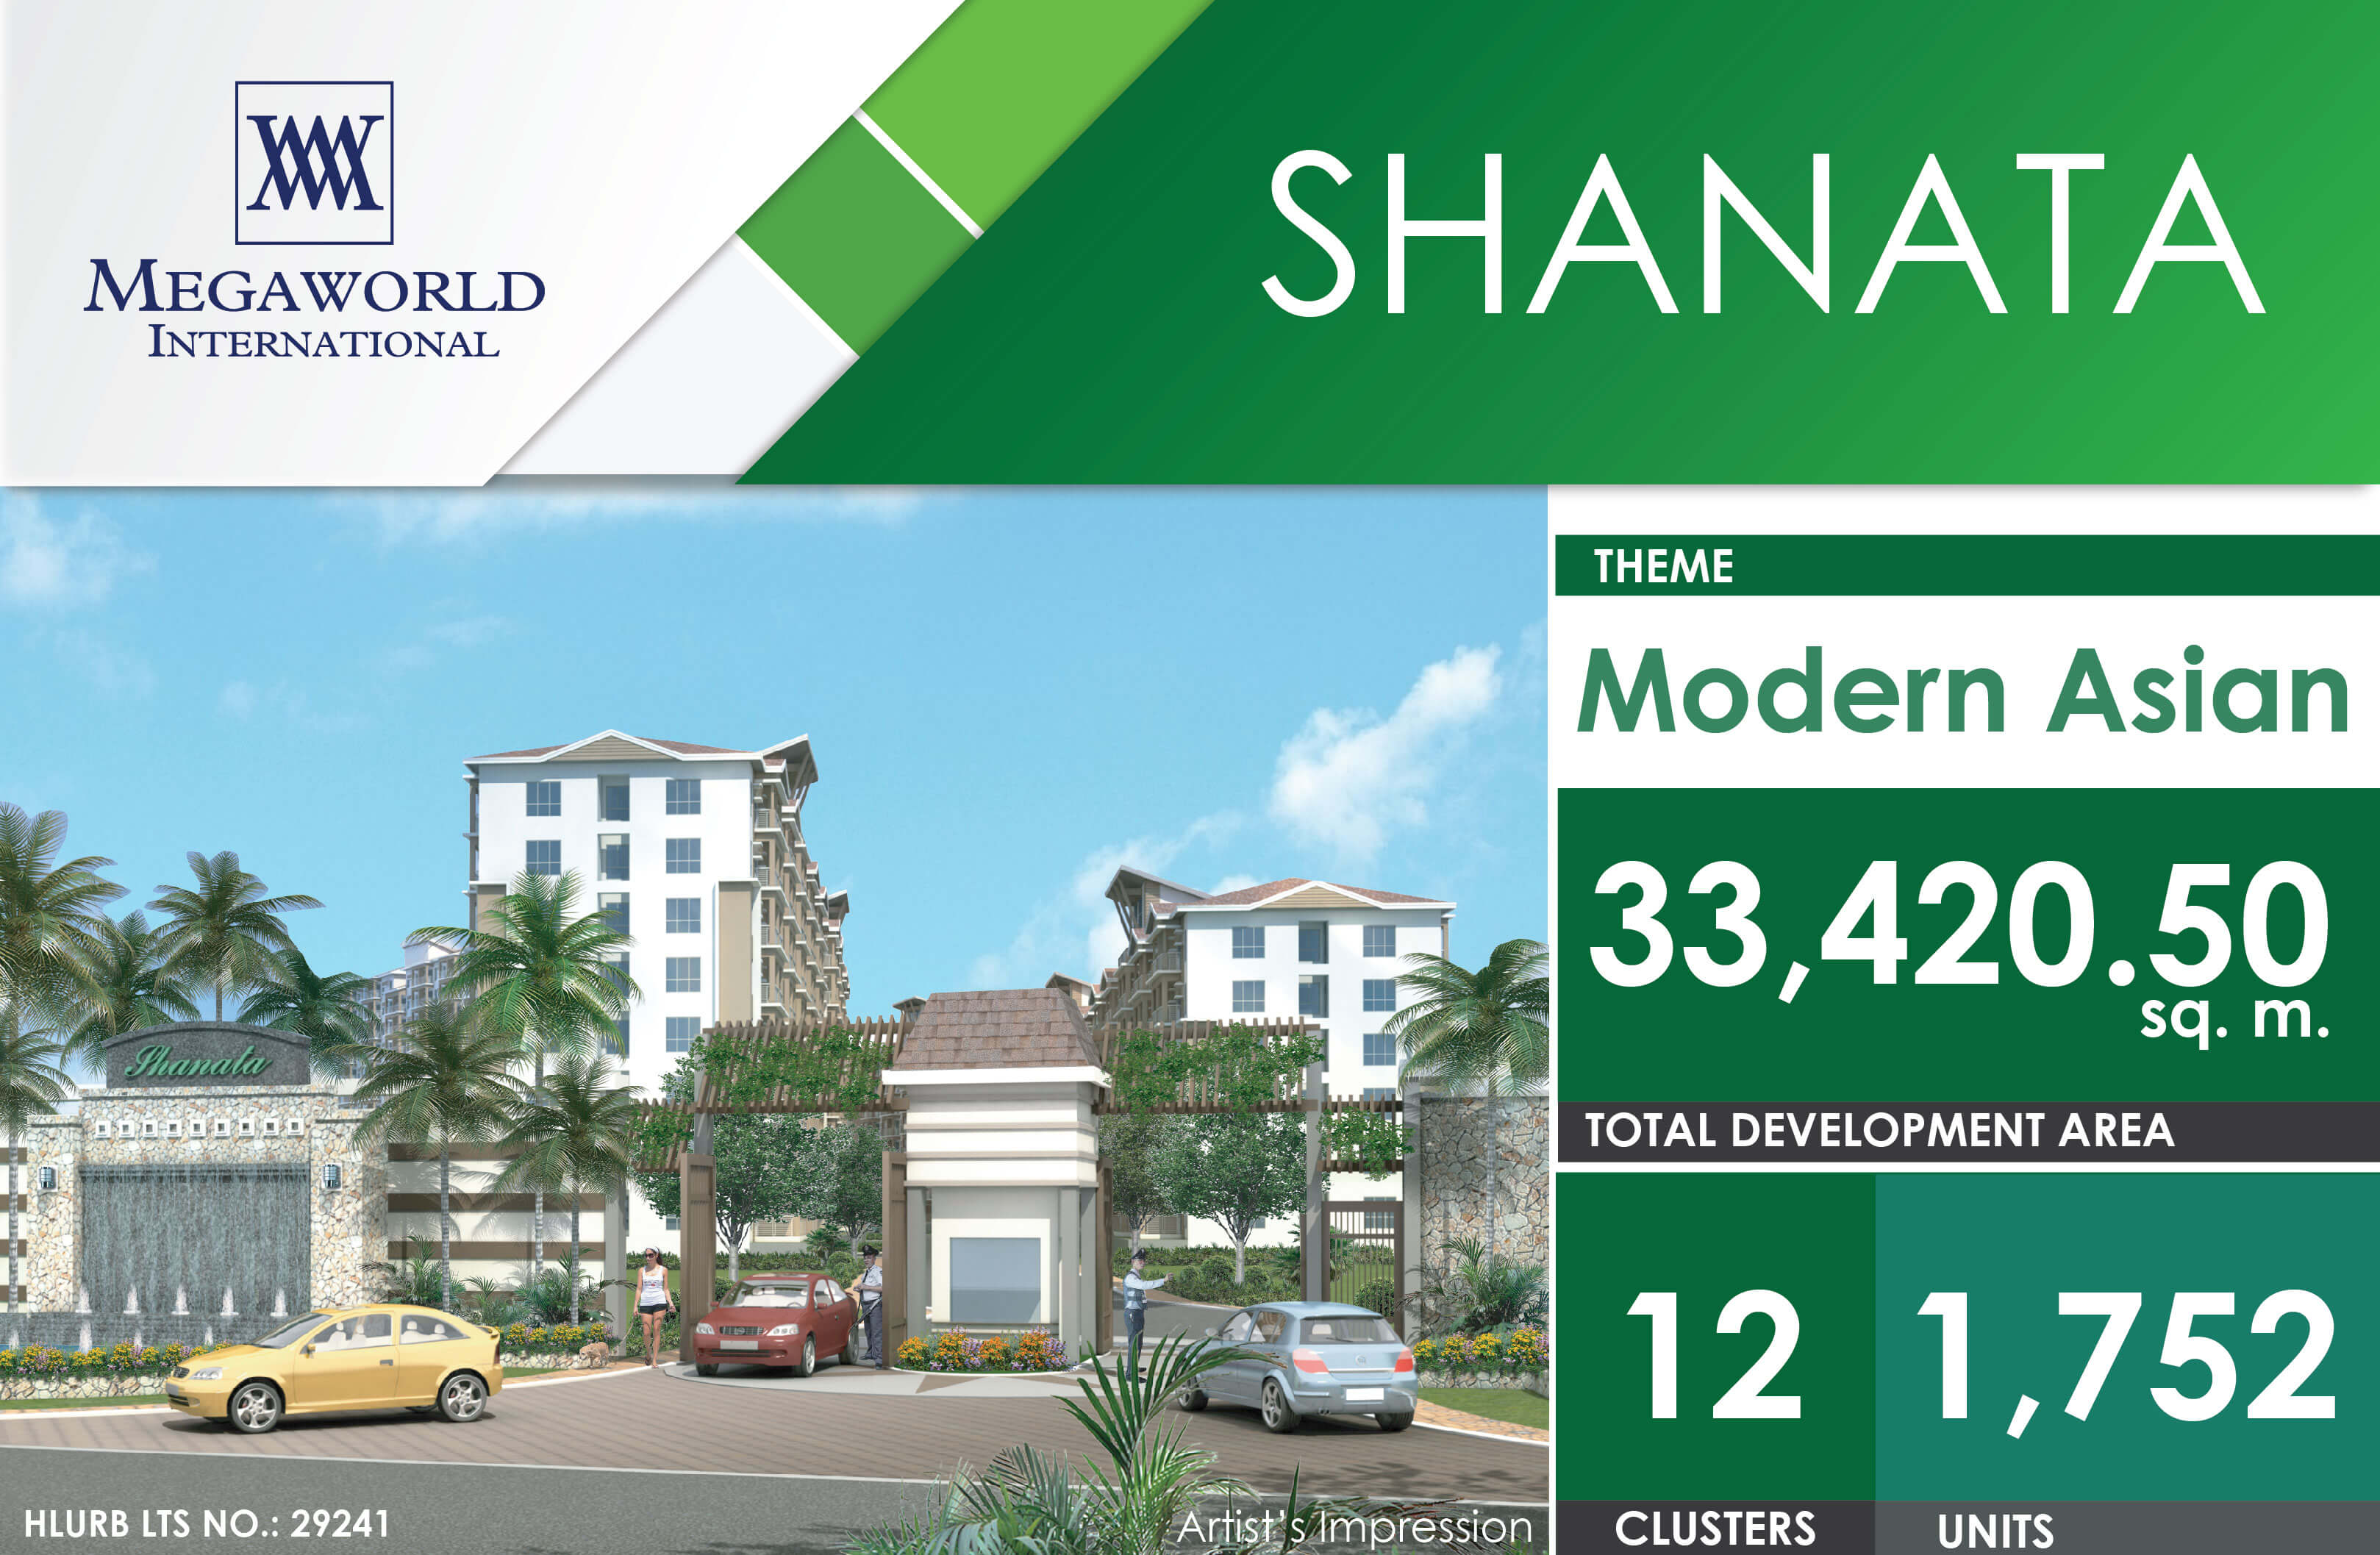 MEGAWORLD
INTERNATIONAL
SHANATA
THEME
Modern Asian
33,420.50
sq. m.
TOTAL DEVELOPMENT AREA
12
CLUSTERS
1,752
UNITS
Shanata
HLURB LTS NO.: 29241
Artist's Impression